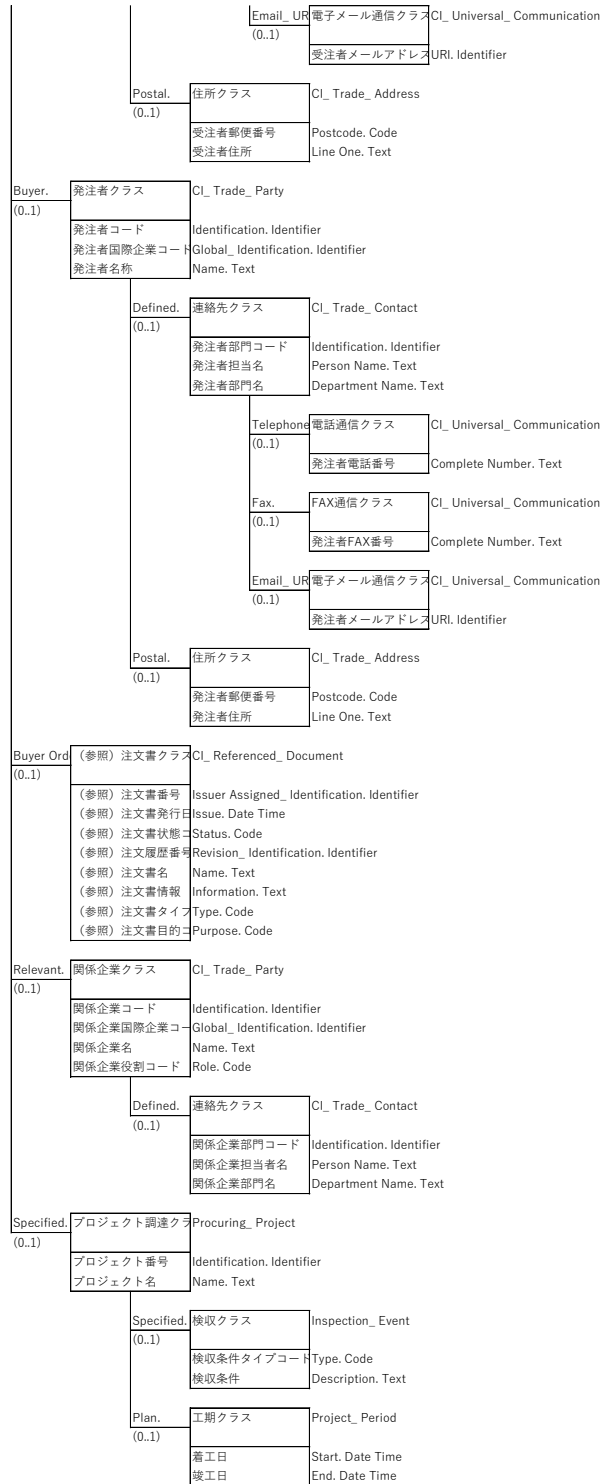 Email_ UR 電子メール通信クラス CI_ Universal_ Communication
(0..1)
受注者メールアドレス URI. Identifier
Postal. 住所クラス CI_ Trade_ Address
(0..1)
受注者郵便番号 Postcode. Code
受注者住所 Line One. Text
Buyer. 発注者クラス CI_ Trade_ Party
(0..1)
発注者コード Identification. Identifier
発注者国際企業コード Global_ Identification. Identifier
発注者名称 Name. Text
Defined. 連絡先クラス CI_ Trade_ Contact
(0..1)
発注者部門コード Identification. Identifier
発注者担当名 Person Name. Text
発注者部門名 Department Name. Text
Telephone 電話通信クラス CI_ Universal_ Communication
(0..1)
発注者電話番号 Complete Number. Text
Fax. FAX通信クラス CI_ Universal_ Communication
(0..1)
発注者FAX番号 Complete Number. Text
Email_ UR 電子メール通信クラス CI_ Universal_ Communication
(0..1)
発注者メールアドレス URI. Identifier
Postal. 住所クラス CI_ Trade_ Address
(0..1)
発注者郵便番号 Postcode. Code
発注者住所 Line One. Text
Buyer Ord （参照）注文書クラス CI_ Referenced_ Document
(0..1)
（参照）注文書番号 Issuer Assigned_ Identification. Identifier
（参照）注文書発行日 Issue. Date Time
（参照）注文書状態コ Status. Code
（参照）注文履歴番号 Revision_ Identification. Identifier
（参照）注文書名 Name. Text
（参照）注文書情報 Information. Text
（参照）注文書タイプ Type. Code
（参照）注文書目的コ Purpose. Code
Relevant. 関係企業クラス CI_ Trade_ Party
(0..1)
関係企業コード Identification. Identifier
関係企業国際企業コー Global_ Identification. Identifier
関係企業名 Name. Text
関係企業役割コード Role. Code
Defined. 連絡先クラス CI_ Trade_ Contact
(0..1)
関係企業部門コード Identification. Identifier
関係企業担当者名 Person Name. Text
関係企業部門名 Department Name. Text
Specified. プロジェクト調達クラ Procuring_ Project
(0..1)
プロジェクト番号 Identification. Identifier
プロジェクト名 Name. Text
Specified. 検収クラス Inspection_ Event
(0..1)
検収条件タイプコード Type. Code
検収条件 Description. Text
Plan. 工期クラス Project_ Period
(0..1)
着工日 Start. Date Time
竣工日 End. Date Time